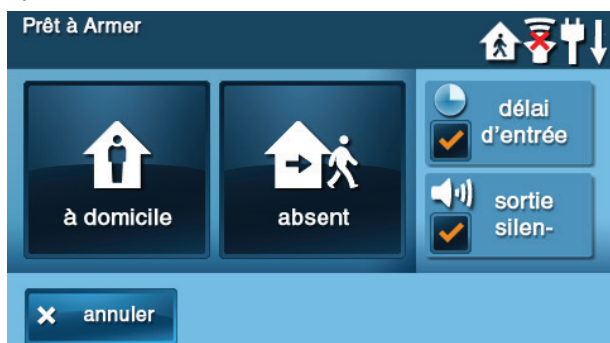 Prêt à Armer
à domicile
absent
délai
d'entrée
sortie
silen-
annuler